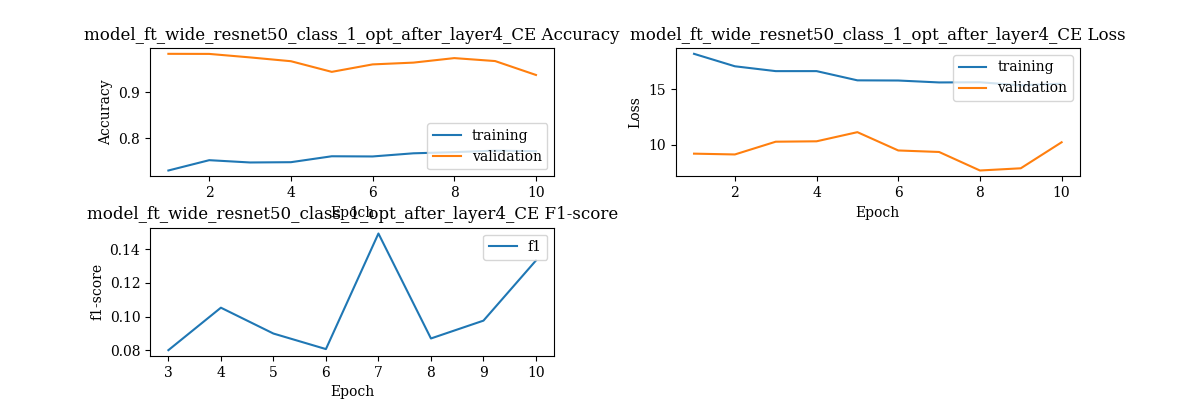 model_ft_wide_resnet50_class_1_opt_after_layer4_CE Accuracy
Accuracy
0.9
0.8
training
validation
2 4 6 8 10
Epoch
model_ft_wide_resnet50_class_1_opt_after_layer4_CE Loss
Loss
15
10
training
validation
2 4 6 8 10
Epoch
model_ft_wide_resnet50_class_1_opt_after_layer4_CE F1-score
f1-score
0.14
0.12
0.10
0.08
f1
3 4 5 6 7 8 9 10
Epoch